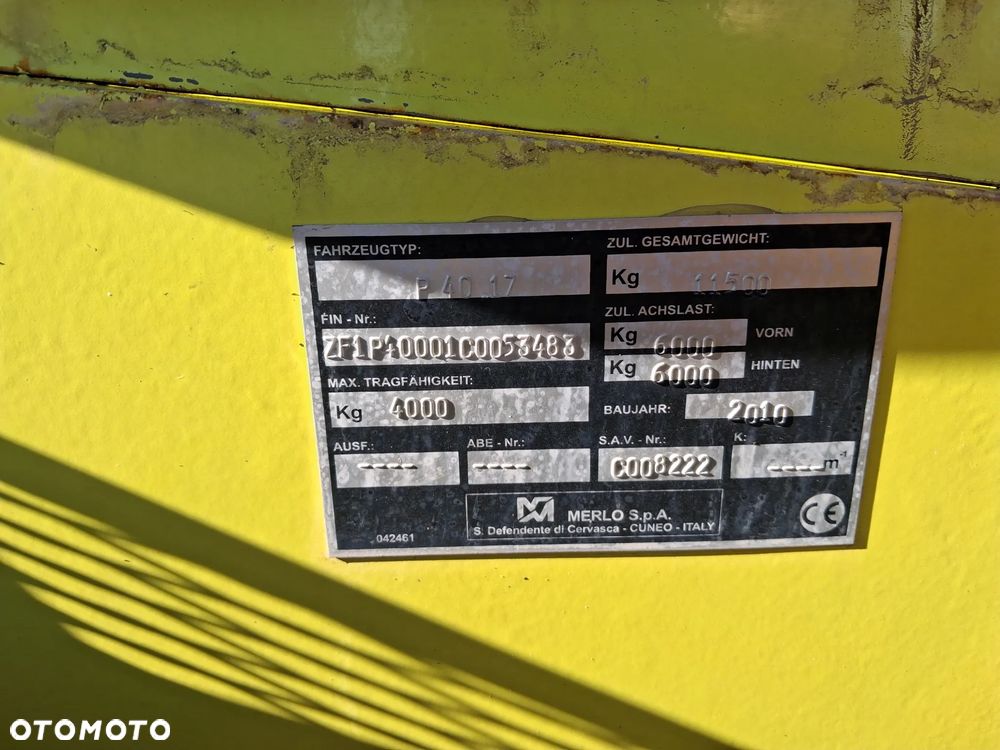 FAHRZEUGTYP:
P 40.17
ZUL. GESAMTGEWICHT:
Kg 11500
FIN - Nr.:
ZF1P40001C0053483
ZUL. ACHSLAST:
Kg 6000 VORN
Kg 6000 HINTEN
MAX. TRAGFÄHIGKEIT:
Kg 4000
BAUJAHR: 2010
AUSF.: ABE - Nr.: S.A.V. - Nr.: K:
---- ---- C008222 ----m-1
MERLO S.p.A.
S. Defendente di Cervasca - CUNEO - ITALY
042461
CE
OTOMOTO